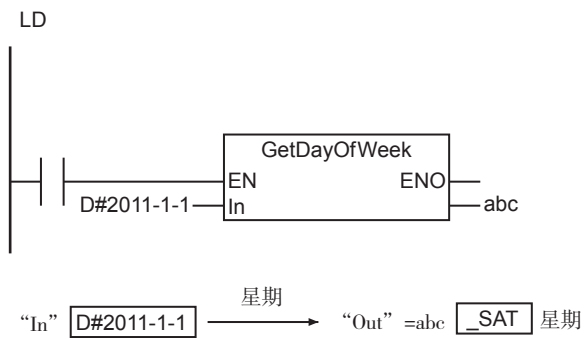 LD
GetDayOfWeek
EN ENO
D#2011-1-1 In abc
星期
“In” D#2011-1-1 “Out” =abc _SAT 星期